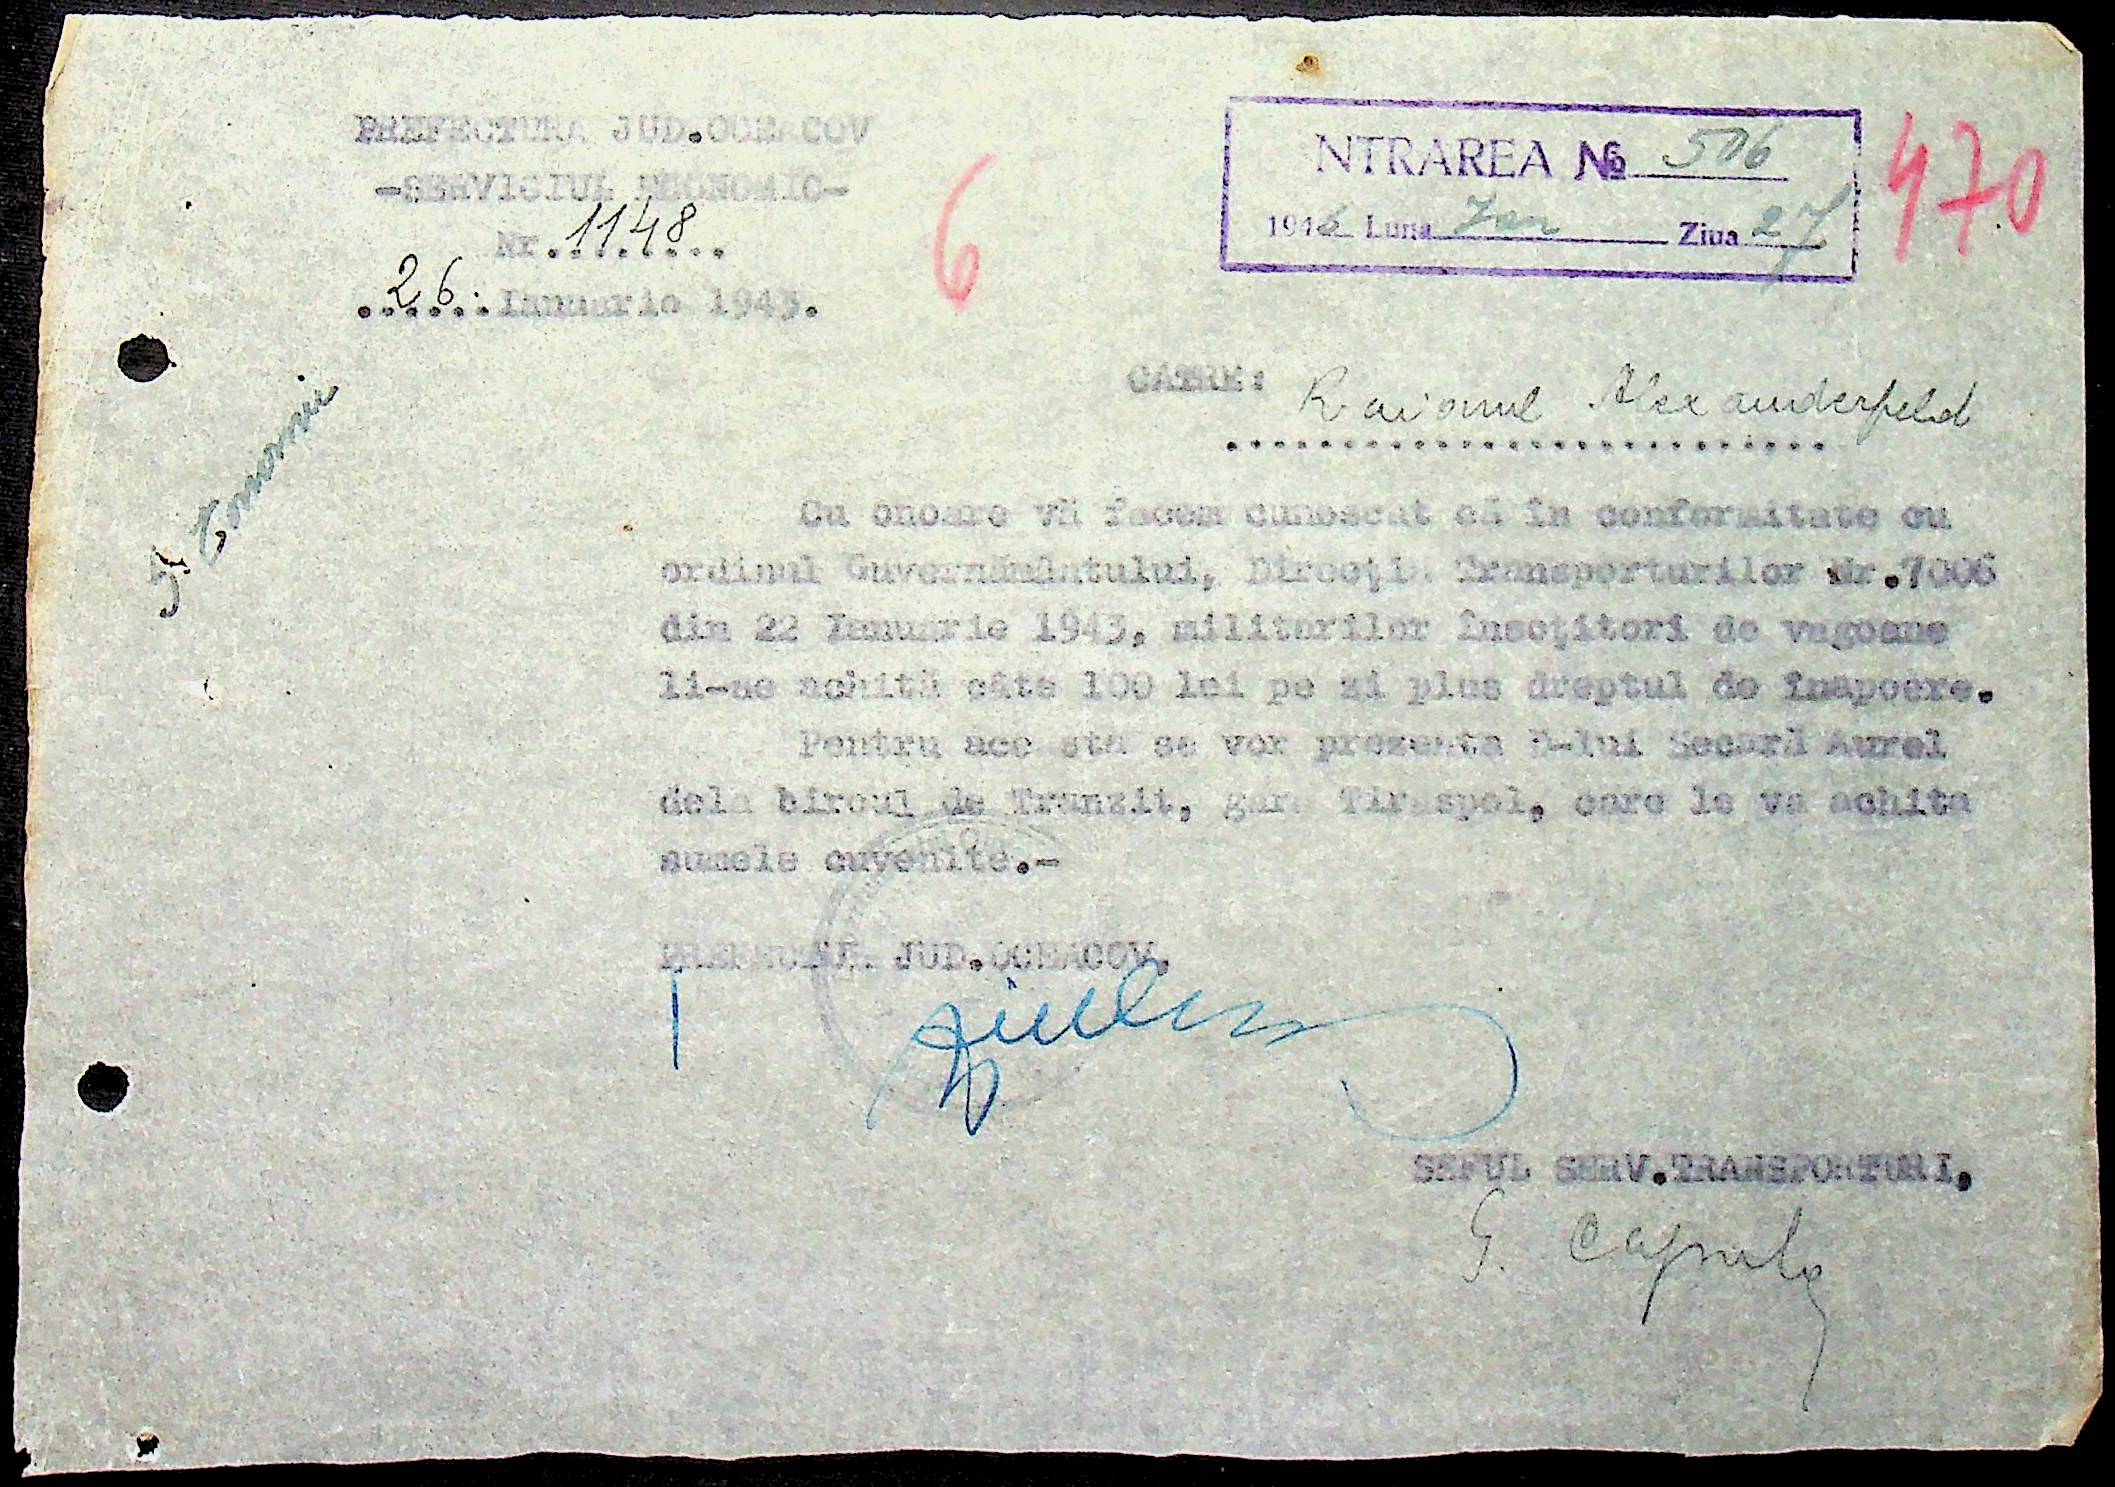 PREFECTURA JUD.OCEACOV
-SERVICIUL ECONOMIC-
Nr.1148
26 Ianuarie 1943.
6
NTRAREA № 506
194 Luna Ian Ziua 27
470
CATRE: Raionul Alexanderfeld
Cu onoare vă facem cunoscut că în conformitate cu
ordinul Guvernământului, Direcţia Transporturilor Nr.7006
din 22 Ianuarie 1943, militarilor însoţitori de vagoane
li-se achită câte 100 lei pe zi plus dreptul de înapoere.
Pentru aceasta se vor prezenta D-lui Secară Aurel
dela biroul de Tranzit, gara Tiraspol, care le va achita
sumele cuvenite.-
PREFECTUL JUD.OCEACOV,
SEFUL SERV.TRANSPORTURI,
G.